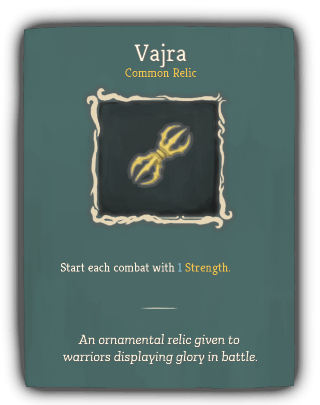 Vajra
Common Relic
Start each combat with 1 Strength.
An ornamental relic given to
warriors displaying glory in battle.